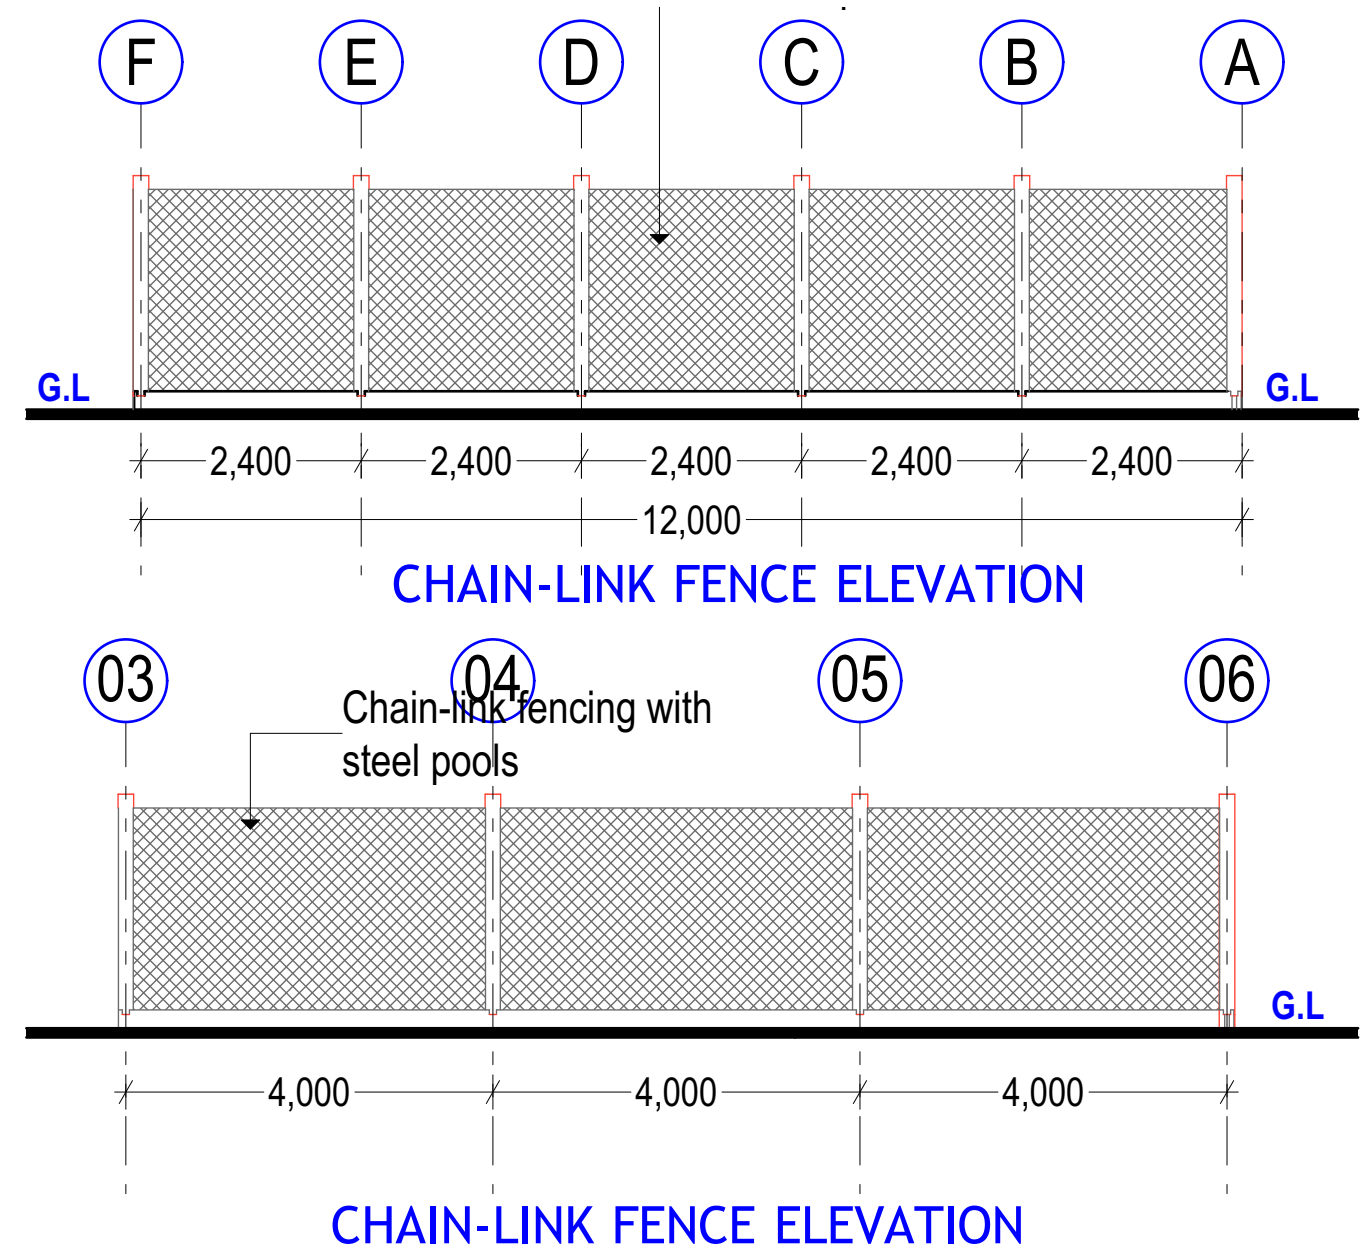 F E D C B A
G.L G.L
2,400 2,400 2,400 2,400 2,400
12,000
CHAIN-LINK FENCE ELEVATION
03 04 05 06
Chain-link fencing with
steel pools
G.L
4,000 4,000 4,000
CHAIN-LINK FENCE ELEVATION